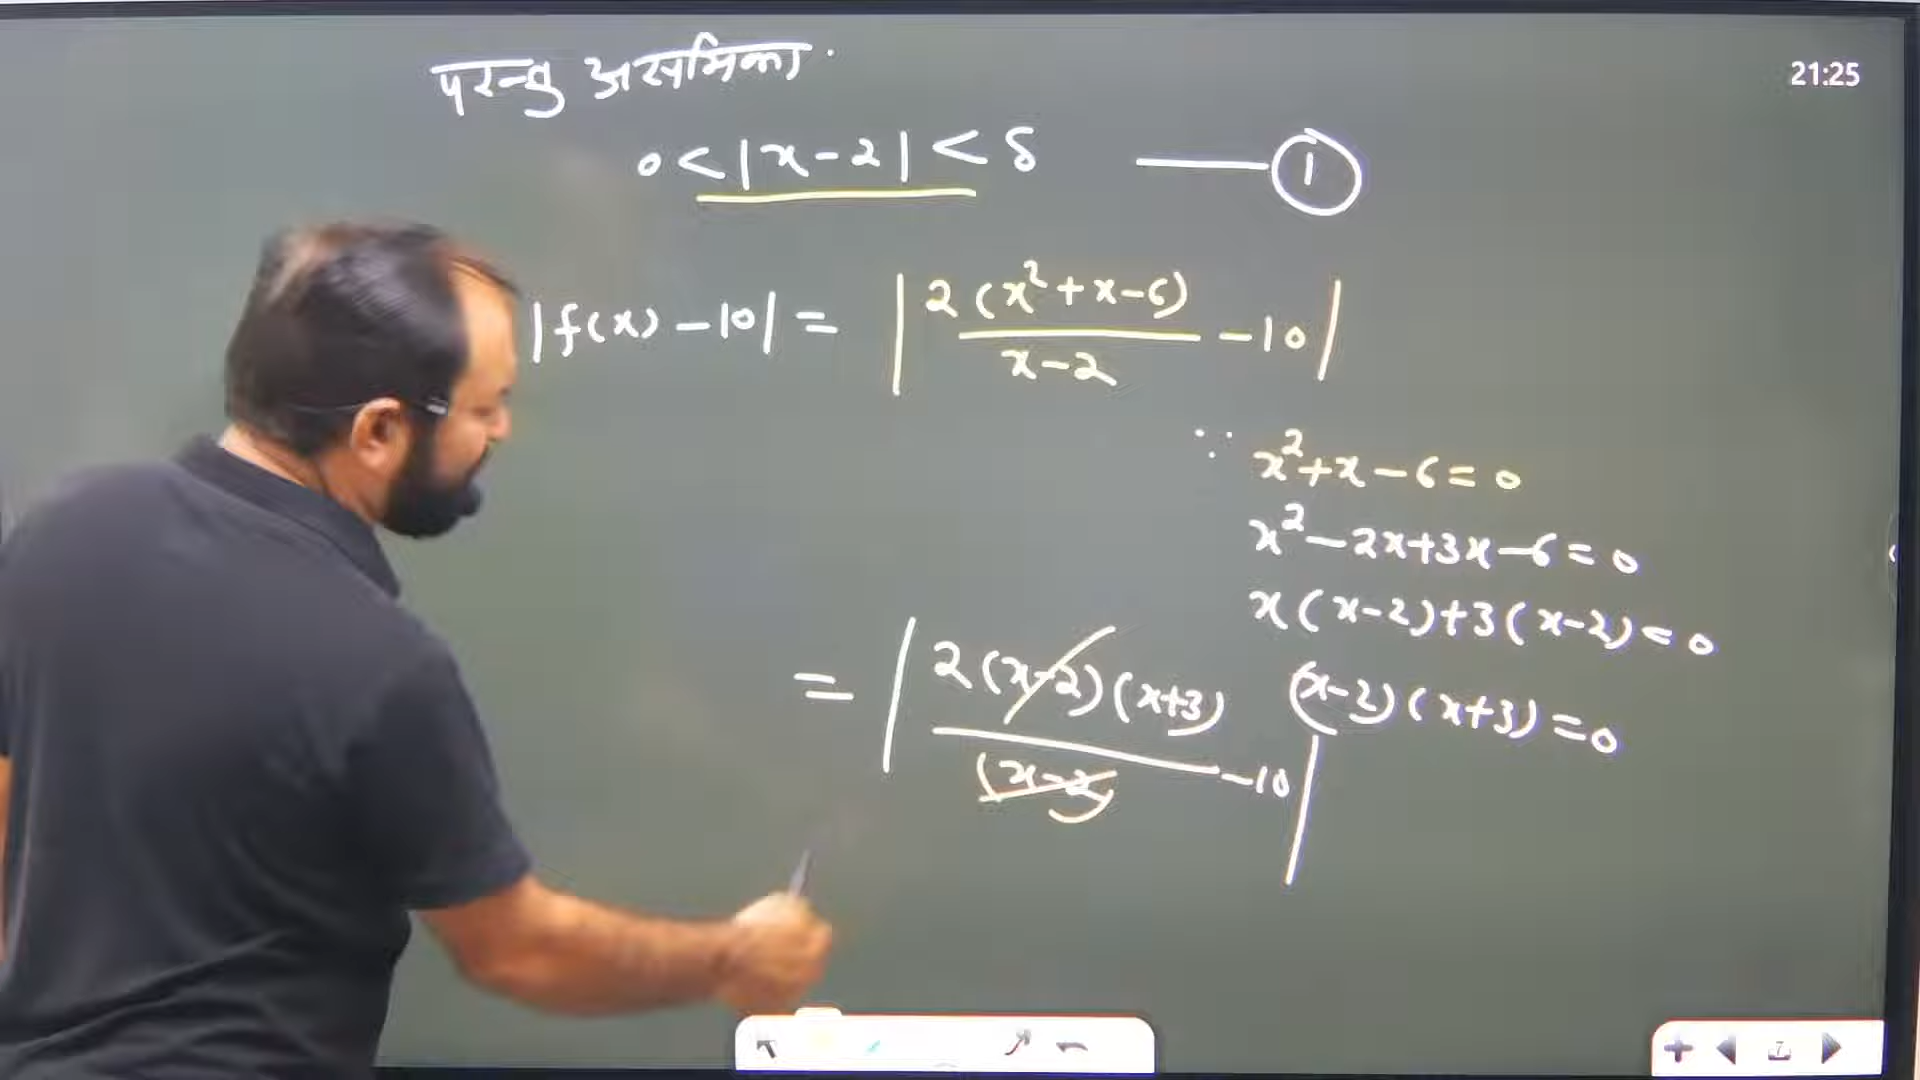 परन्तु असमिका
21:25
0 < |x - 2| < δ —— ①
|f(x) - 10| = | 2(x² + x - 6) / x - 2 - 10 |
∵ x² + x - 6 = 0
x² - 2x + 3x - 6 = 0
x(x - 2) + 3(x - 2) = 0
(x - 2)(x + 3) = 0
= | 2(x - 2)(x + 3) / (x - 2) - 10 |
7